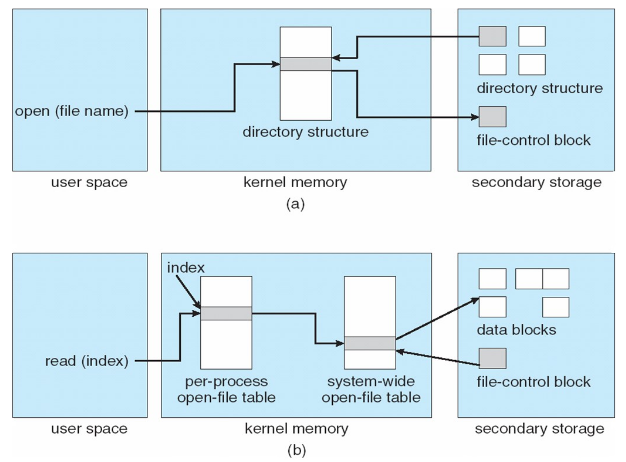 open (file name)
directory structure
directory structure
file-control block
user space
kernel memory
secondary storage
(a)
index
read (index)
per-process
open-file table
system-wide
open-file table
data blocks
file-control block
user space
kernel memory
secondary storage
(b)